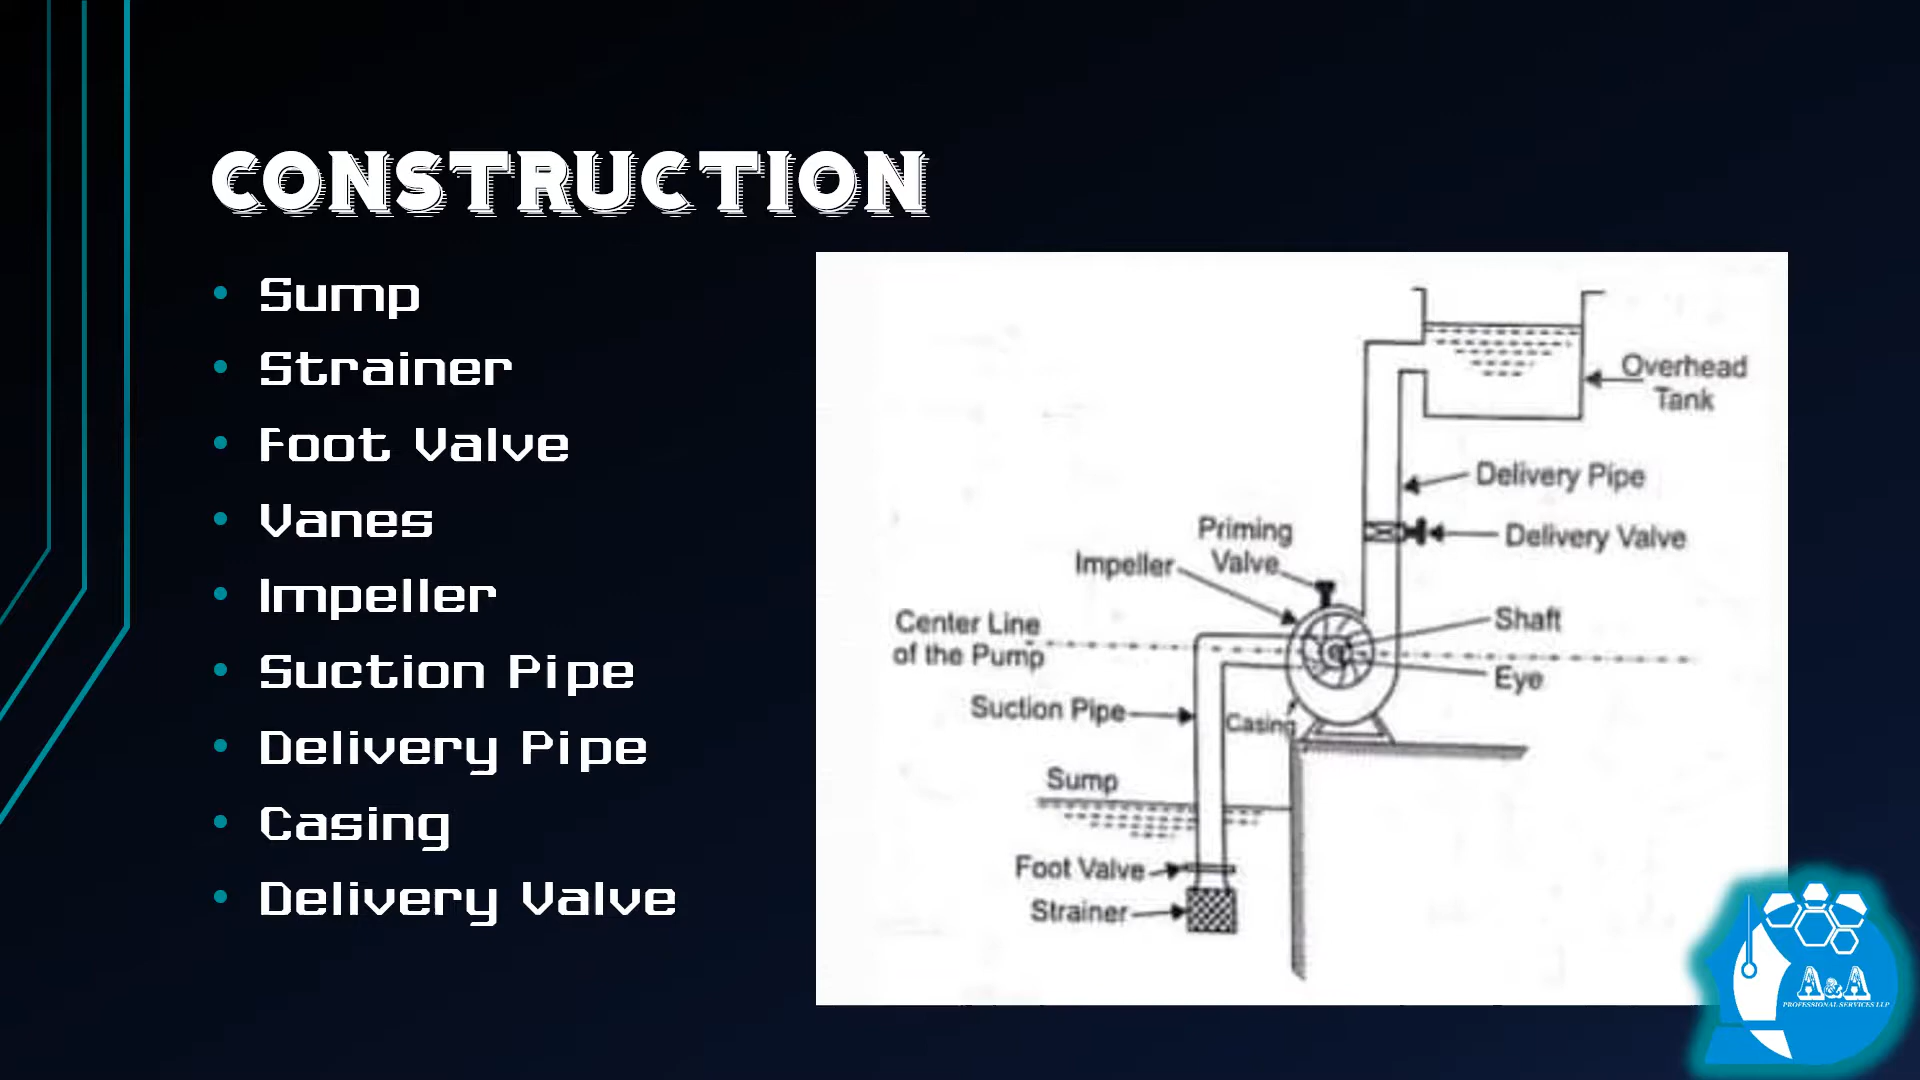 CONSTRUCTION
• Sump
• Strainer
• Foot Valve
• Vanes
• Impeller
• Suction Pipe
• Delivery Pipe
• Casing
• Delivery Valve
Overhead
Tank
Delivery Pipe
Delivery Valve
Priming
Valve
Impeller
Shaft
Center Line
of the Pump
Eye
Suction Pipe
Casing
Sump
Foot Valve
Strainer
A&A
PROFESSIONAL SERVICES LLP